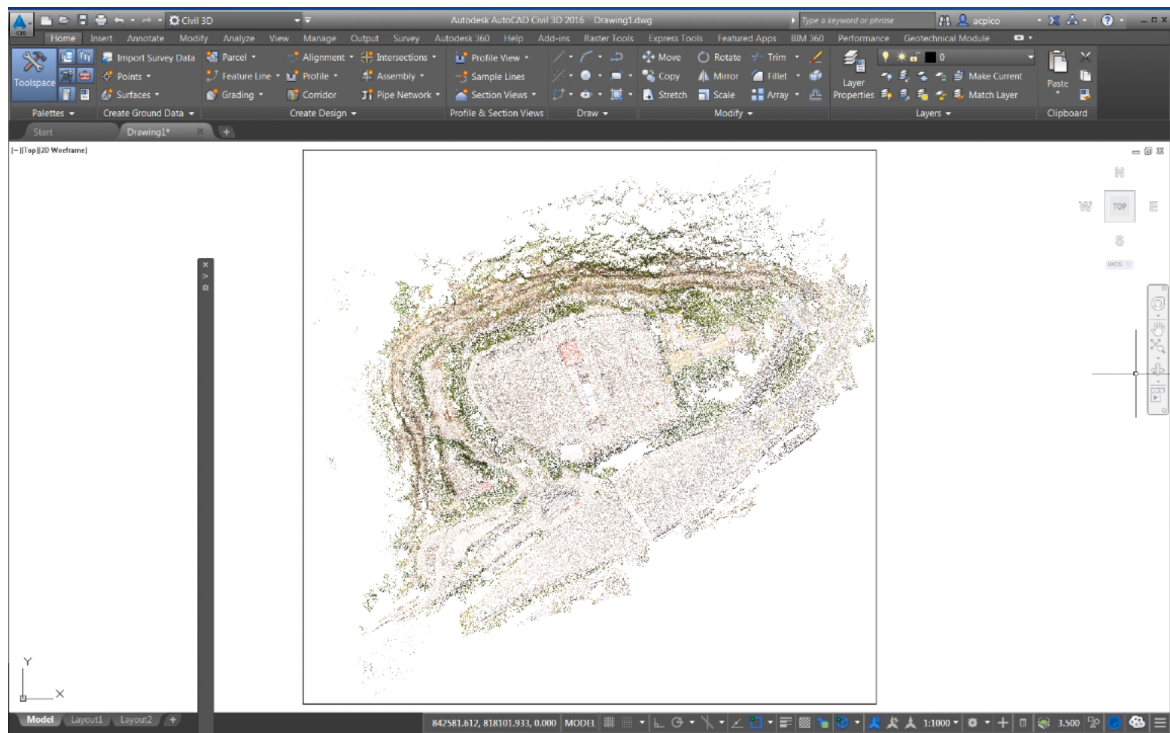 Civil 3D
Autodesk AutoCAD Civil 3D 2016 Drawing1.dwg
Type a keyword or phrase
acpico
Home Insert Annotate Modify Analyze View Manage Output Survey Autodesk 360 Help Add-ins Raster Tools Express Tools Featured Apps BIM 360 Performance Geotechnical Module
Import Survey Data Parcel Alignment Intersections Profile View Move Rotate Trim 0
Toolspace Points Feature Line Profile Assembly Sample Lines Copy Mirror Fillet Layer Properties Make Current Paste
Surfaces Grading Corridor Pipe Network Section Views Stretch Scale Array Match Layer
Palettes Create Ground Data Create Design Profile & Section Views Draw Modify Layers Clipboard
Start Drawing1*
[−][Top][2D Wireframe]
N
W TOP E
S
WCS
Y
X
Model Layout1 Layout2
842581.612, 818101.933, 0.000 MODEL 1:1000 3.500